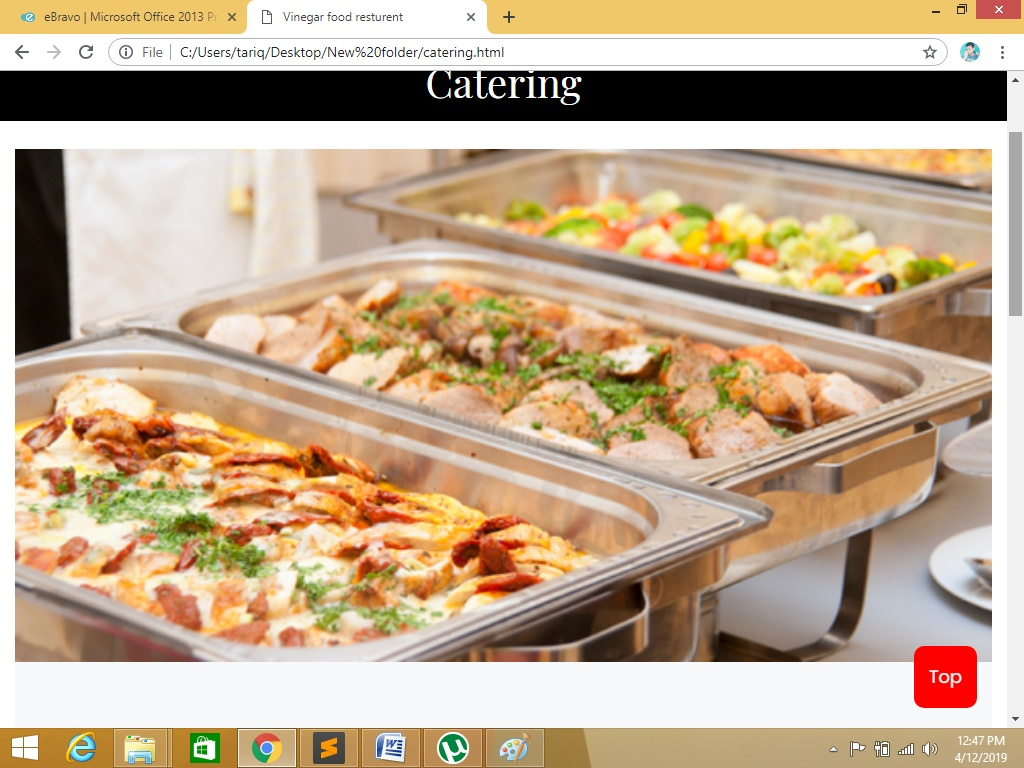 eBravo | Microsoft Office 2013 Pr
Vinegar food resturent
File
C:/Users/tariq/Desktop/New%20folder/catering.html
Catering
Top
12:47 PM
4/12/2019